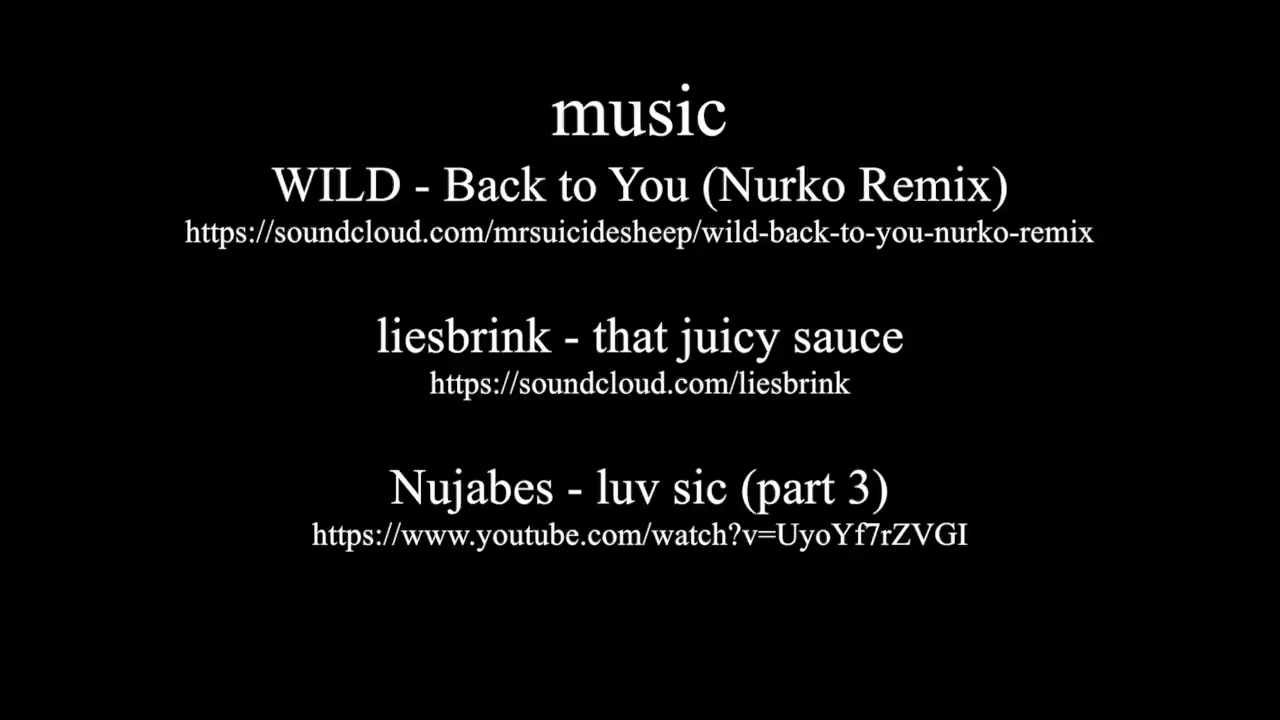 music
WILD - Back to You (Nurko Remix)
https://soundcloud.com/mrsuicidesheep/wild-back-to-you-nurko-remix
liesbrink - that juicy sauce
https://soundcloud.com/liesbrink
Nujabes - luv sic (part 3)
https://www.youtube.com/watch?v=UyoYf7rZVGI